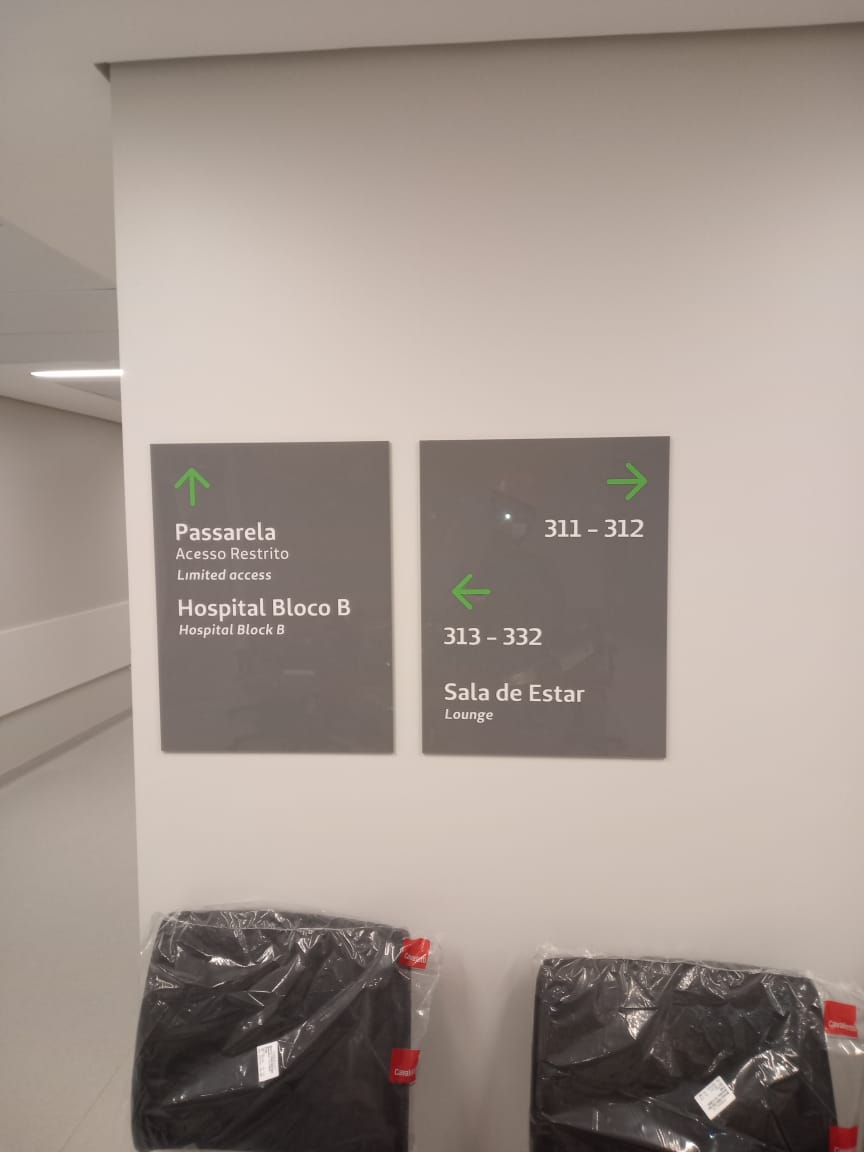 Passarela
Acesso Restrito
Limited access
Hospital Bloco B
Hospital Block B
311 – 312
313 – 332
Sala de Estar
Lounge